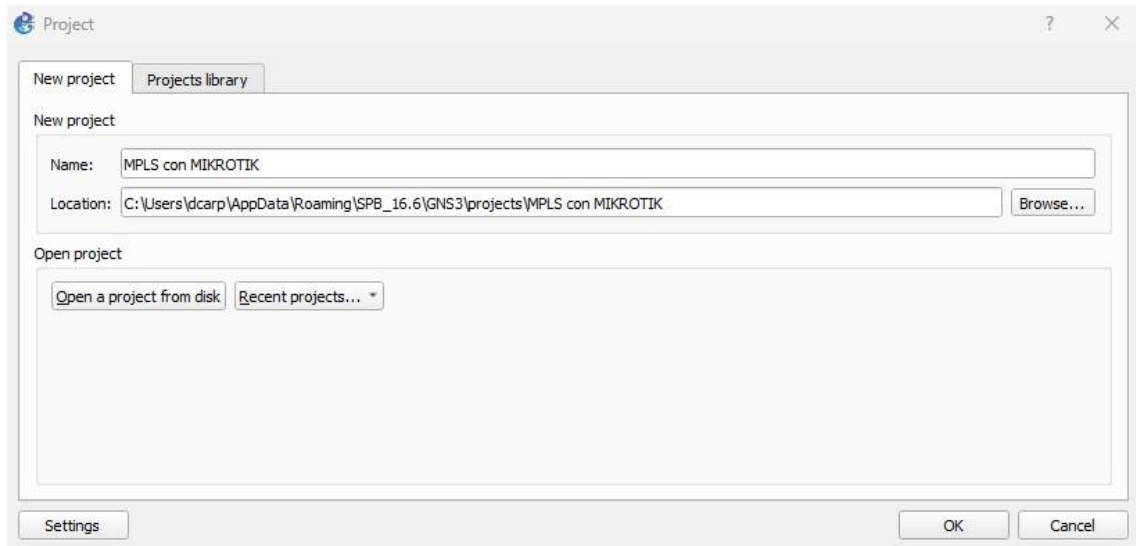 Project
New project Projects library
New project
Name: MPLS con MIKROTIK
Location: C:\Users\dcarp\AppData\Roaming\SPB_16.6\GNS3\projects\MPLS con MIKROTIK Browse...
Open project
Open a project from disk Recent projects...
Settings OK Cancel